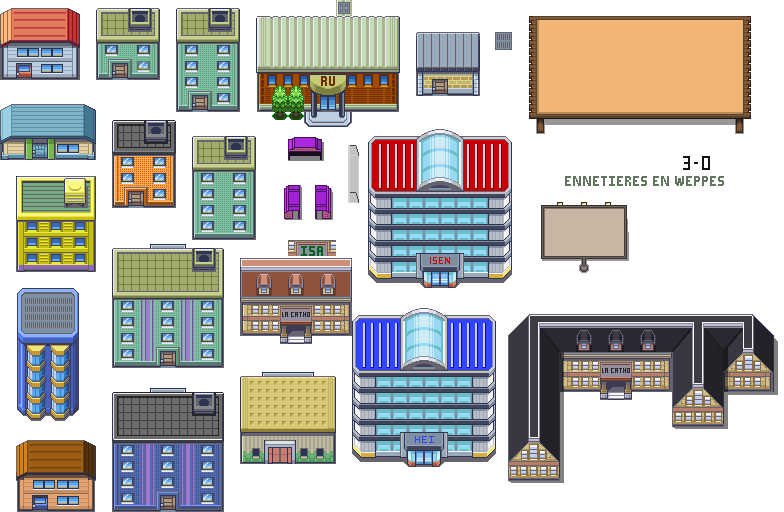 RU
3-0
ENNETIERES EN WEPPES
ISA
ISEN
LA CATHO
LA CATHO
HEI